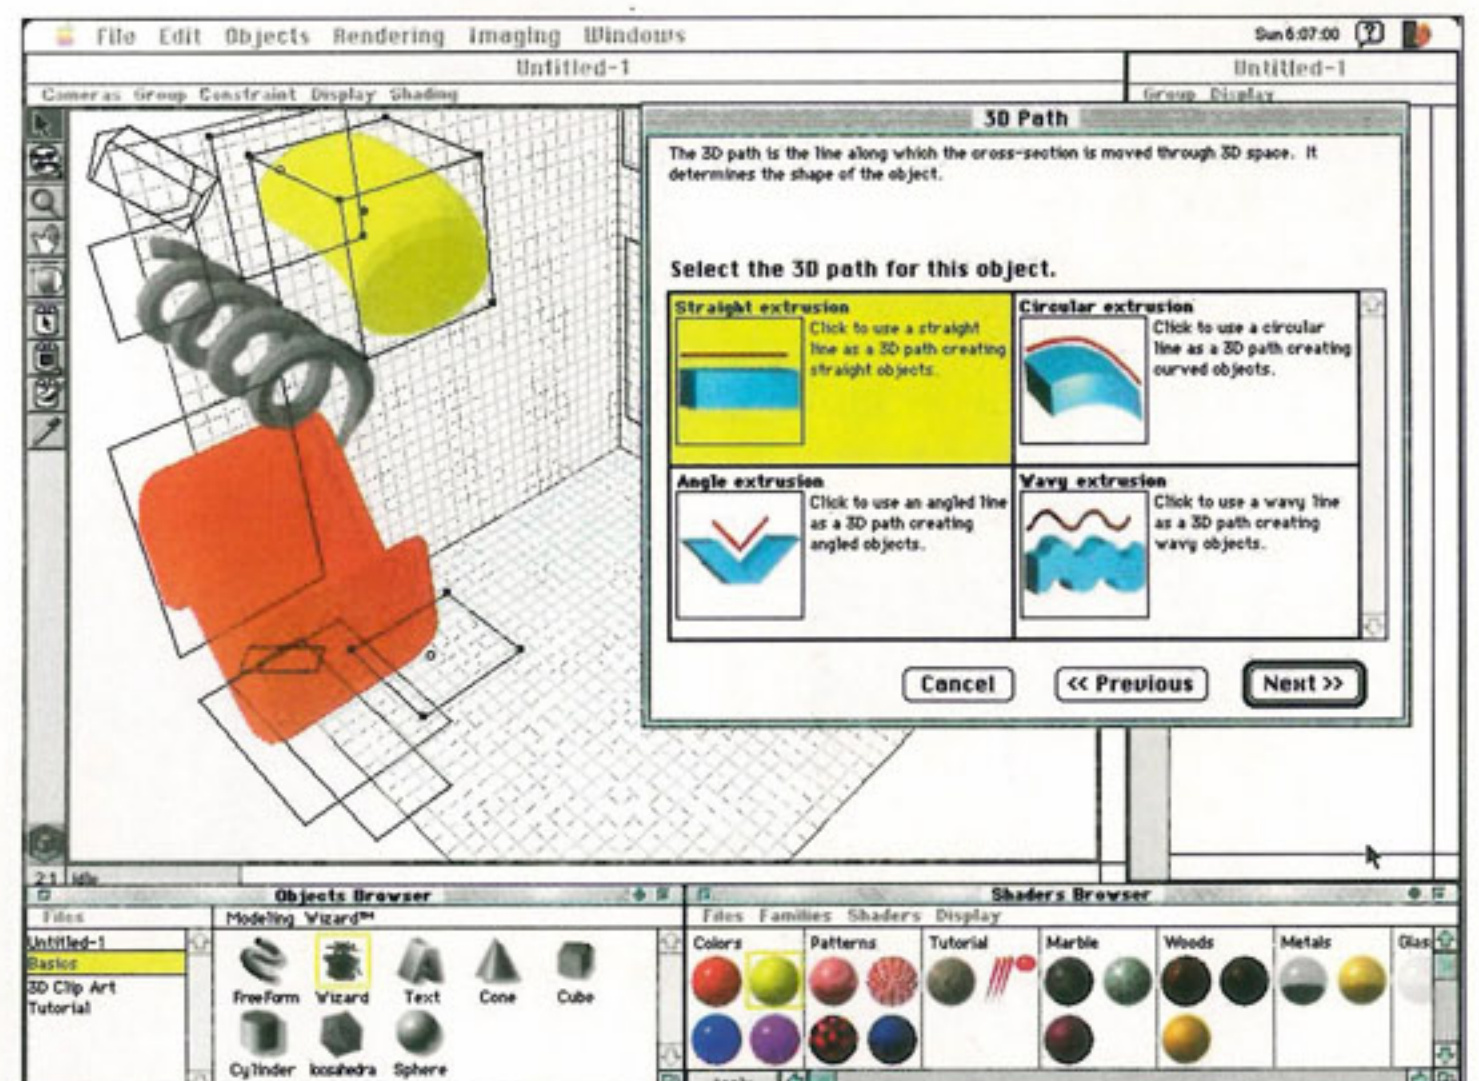 File Edit Objects Rendering Imaging Windows
Sun 6:07:00
Untitled-1
Untitled-1
Cameras Group Constraint Display Shading
Group Display
3D Path
The 3D path is the line along which the cross-section is moved through 3D space. It
determines the shape of the object.
Select the 3D path for this object.
Straight extrusion
Click to use a straight
line as a 3D path creating
straight objects.
Circular extrusion
Click to use a circular
line as a 3D path creating
curved objects.
Angle extrusion
Click to use an angled line
as a 3D path creating
angled objects.
Wavy extrusion
Click to use a wavy line
as a 3D path creating
wavy objects.
Cancel
<< Previous
Next >>
2:1 Idle
Objects Browser
Files
Modeling Wizard™
Untitled-1
Basics
3D Clip Art
Tutorial
FreeForm Wizard Text Cone Cube
Cylinder Icosahedra Sphere
Shaders Browser
Files Families Shaders Display
Colors Patterns Tutorial Marble Woods Metals Glas